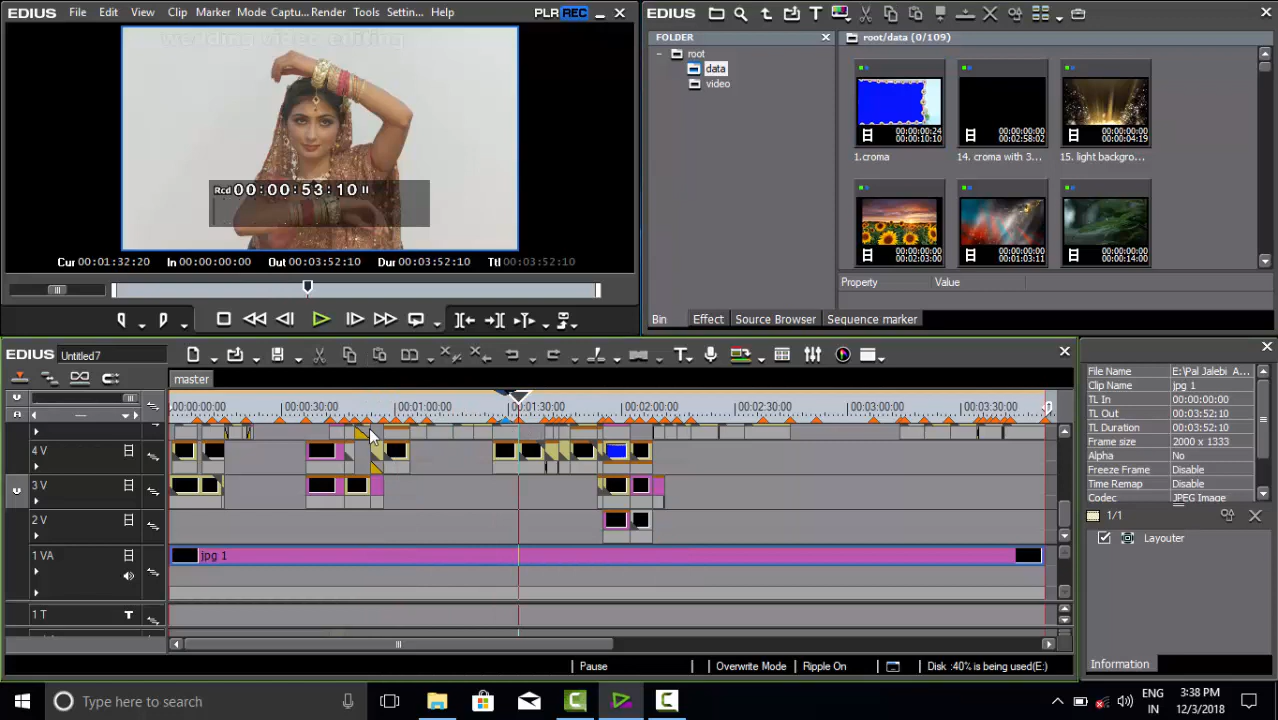 EDIUS File Edit View Clip Marker Mode Captu... Render Tools Settin... Help PLR REC
wedding video editing
Rcd 00:00:53:10
Cur 00:01:32:20 In 00:00:00:00 Out 00:03:52:10 Dur 00:03:52:10 Ttl 00:03:52:10
EDIUS
FOLDER
root
data
video
root/data (0/109)
00:00:00:24
00:00:10:10
00:00:00:00
00:02:58:02
00:00:00:00
00:00:04:19
1.croma
14. croma with 3...
15. light backgro...
00:00:00:00
00:02:03:00
00:00:00:00
00:01:03:11
00:00:00:00
00:00:14:00
Property Value
Bin Effect Source Browser Sequence marker
EDIUS Untitled7
master
00:00:00:00 00:00:30:00 00:01:00:00 00:01:30:00 00:02:00:00 00:02:30:00 00:03:00:00 00:03:30:00
4 V
3 V
2 V
1 VA
jpg 1
1 T T
Pause Overwrite Mode Ripple On Disk :40% is being used(E:)
File Name E:\Pal Jalebi A...
Clip Name jpg 1
TL In 00:00:00:00
TL Out 00:03:52:10
TL Duration 00:03:52:10
Frame size 2000 x 1333
Alpha No
Freeze Frame Disable
Time Remap Disable
Codec JPEG Image
1/1
Layouter
Information
Type here to search
ENG
IN
3:38 PM
12/3/2018